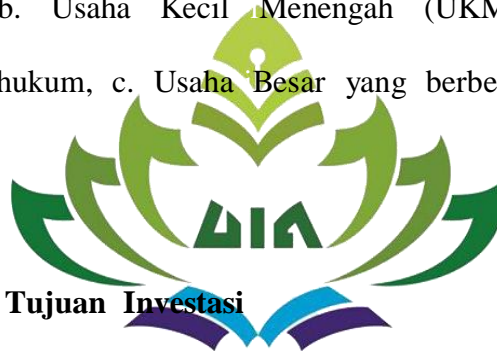 b. Usaha Kecil Menengah (UKM
hukum, c. Usaha Besar yang berbe
UIN
Tujuan Investasi